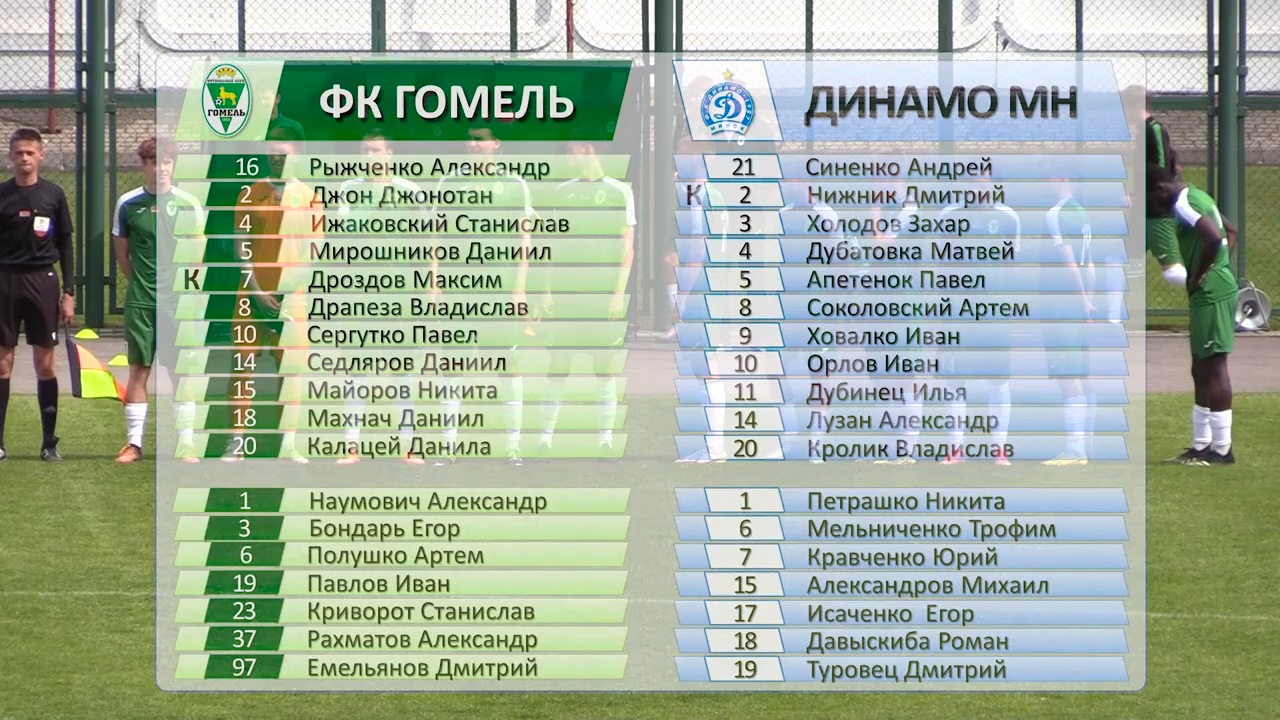 ФК ГОМЕЛЬ
ГОМЕЛЬ
16 Рыжченко Александр
2 Джон Джонотан
4 Ижаковский Станислав
5 Мирошников Даниил
К 7 Дроздов Максим
8 Драпеза Владислав
10 Сергутко Павел
14 Седляров Даниил
15 Майоров Никита
18 Махнач Даниил
20 Калацей Данила
1 Наумович Александр
3 Бондарь Егор
6 Полушко Артем
19 Павлов Иван
23 Криворот Станислав
37 Рахматов Александр
97 Емельянов Дмитрий
ДИНАМО МН
21 Синенко Андрей
К 2 Нижник Дмитрий
3 Холодов Захар
4 Дубатовка Матвей
5 Апетенок Павел
8 Соколовский Артем
9 Ховалко Иван
10 Орлов Иван
11 Дубинец Илья
14 Лузан Александр
20 Кролик Владислав
1 Петрашко Никита
6 Мельниченко Трофим
7 Кравченко Юрий
15 Александров Михаил
17 Исаченко Егор
18 Давыскиба Роман
19 Туровец Дмитрий